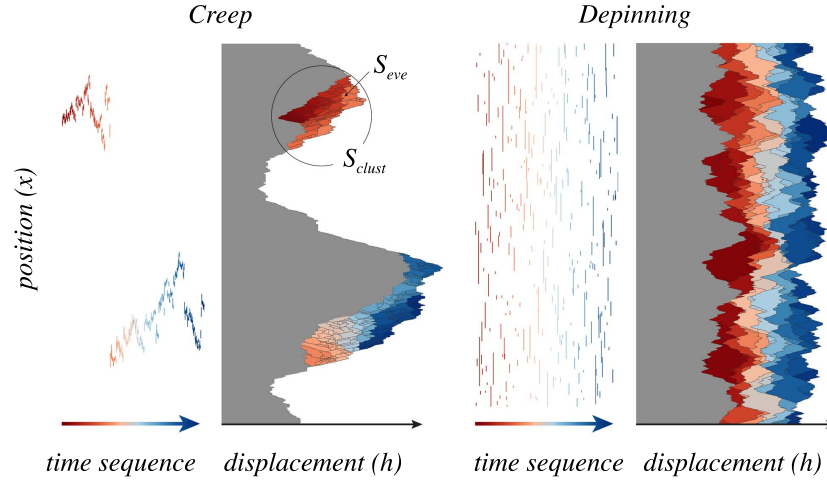 Creep
Depinning
S_eve
S_clust
position (x)
time sequence
displacement (h)
time sequence
displacement (h)